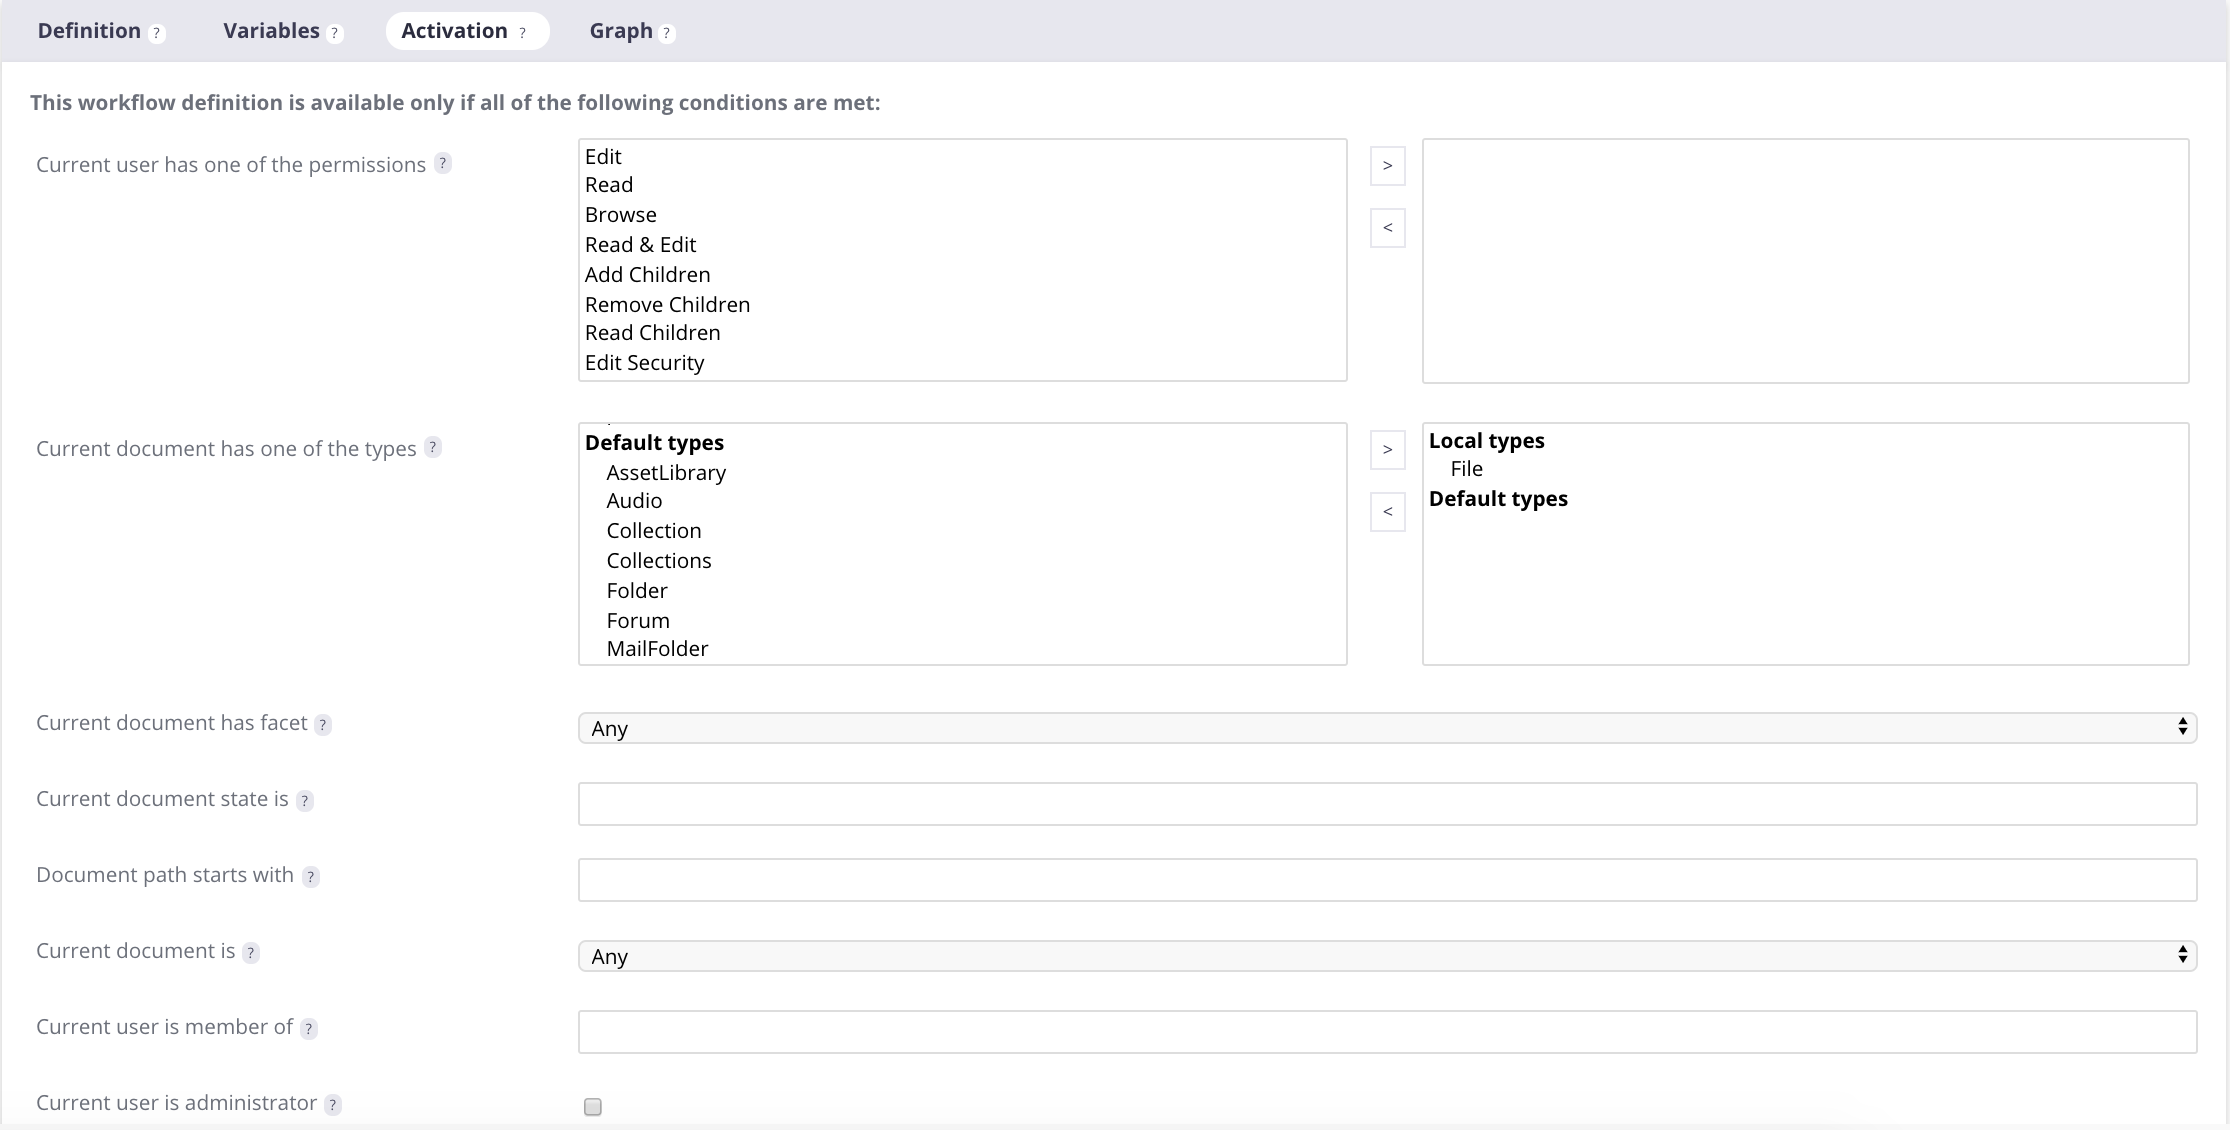 Definition ? Variables ? Activation ? Graph ?
This workflow definition is available only if all of the following conditions are met:
Current user has one of the permissions ?
Edit
Read
Browse
Read & Edit
Add Children
Remove Children
Read Children
Edit Security
>
<
Current document has one of the types ?
Default types
AssetLibrary
Audio
Collection
Collections
Folder
Forum
MailFolder
>
<
Local types
File
Default types
Current document has facet ?
Any
Current document state is ?
Document path starts with ?
Current document is ?
Any
Current user is member of ?
Current user is administrator ?